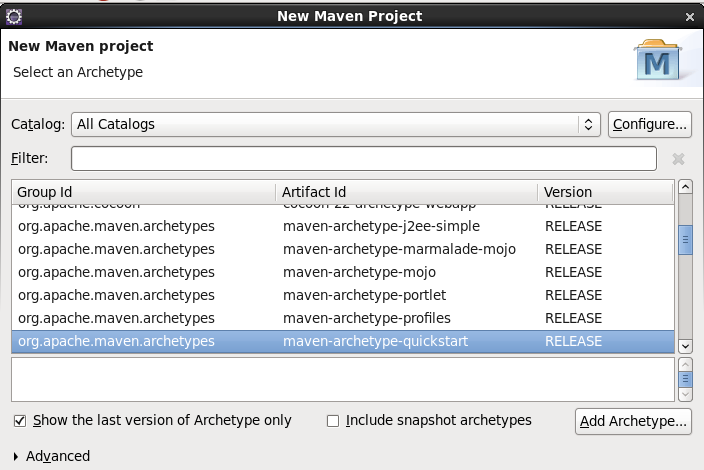 New Maven Project
New Maven project
Select an Archetype
M
Catalog: All Catalogs Configure...
Filter:
Group Id Artifact Id Version
org.apache.cocoon cocoon-22-archetype-webapp RELEASE
org.apache.maven.archetypes maven-archetype-j2ee-simple RELEASE
org.apache.maven.archetypes maven-archetype-marmalade-mojo RELEASE
org.apache.maven.archetypes maven-archetype-mojo RELEASE
org.apache.maven.archetypes maven-archetype-portlet RELEASE
org.apache.maven.archetypes maven-archetype-profiles RELEASE
org.apache.maven.archetypes maven-archetype-quickstart RELEASE
Show the last version of Archetype only Include snapshot archetypes Add Archetype...
Advanced